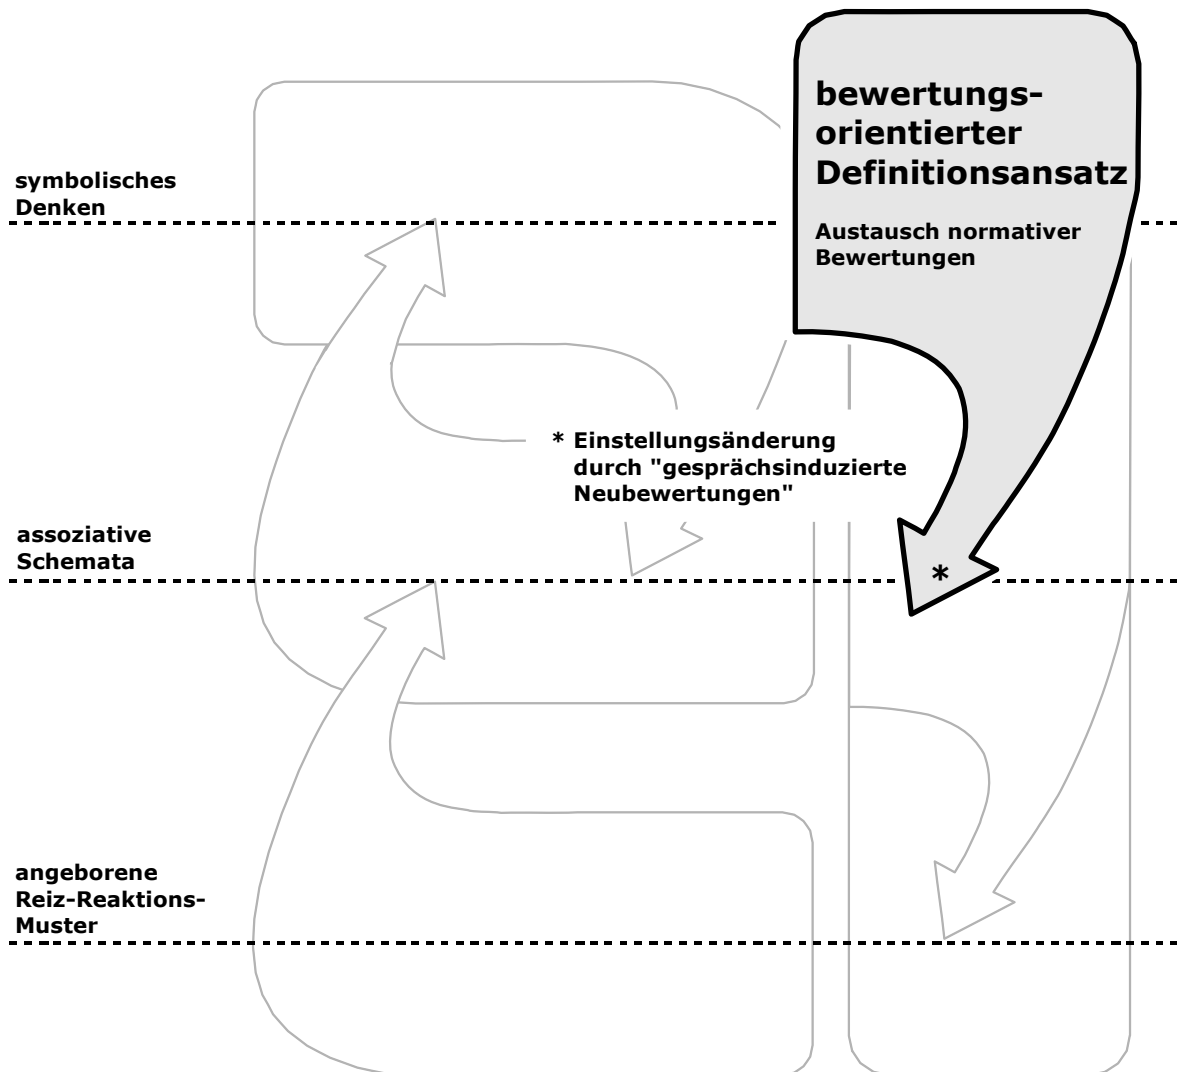 bewertungs-
orientierter
Definitionsansatz
Austausch normativer
Bewertungen
symbolisches
Denken
* Einstellungsänderung
durch "gesprächsinduzierte
Neubewertungen"
assoziative
Schemata
*
angeborene
Reiz-Reaktions-
Muster